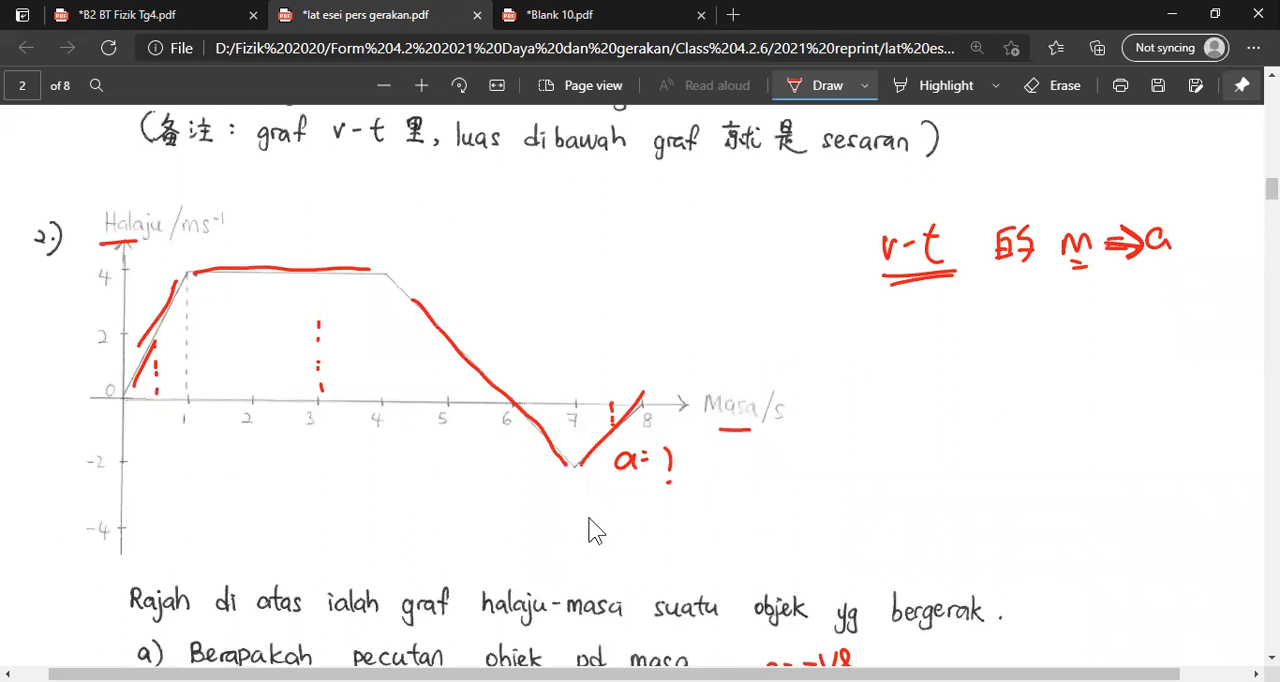 *B2 BT Fizik Tg4.pdf
*lat esei pers gerakan.pdf
*Blank 10.pdf
File
D:/Fizik%202020/Form%204.2%202021%20Daya%20dan%20gerakan/Class%204.2.6/2021%20reprint/lat%20es...
Not syncing
2 of 8
Page view
Read aloud
Draw
Highlight
Erase
(备注: graf v-t 里, luas dibawah graf 就是 sesaran)
2.)
Halaju/ms⁻¹
v-t 的 m ⇒ a
4
2
0
1 2 3 4 5 6 7 8
Masa/s
-2
a=?
-4
Rajah di atas ialah graf halaju-masa suatu objek yg bergerak.
a) Berapakah pecutan objek pd masa